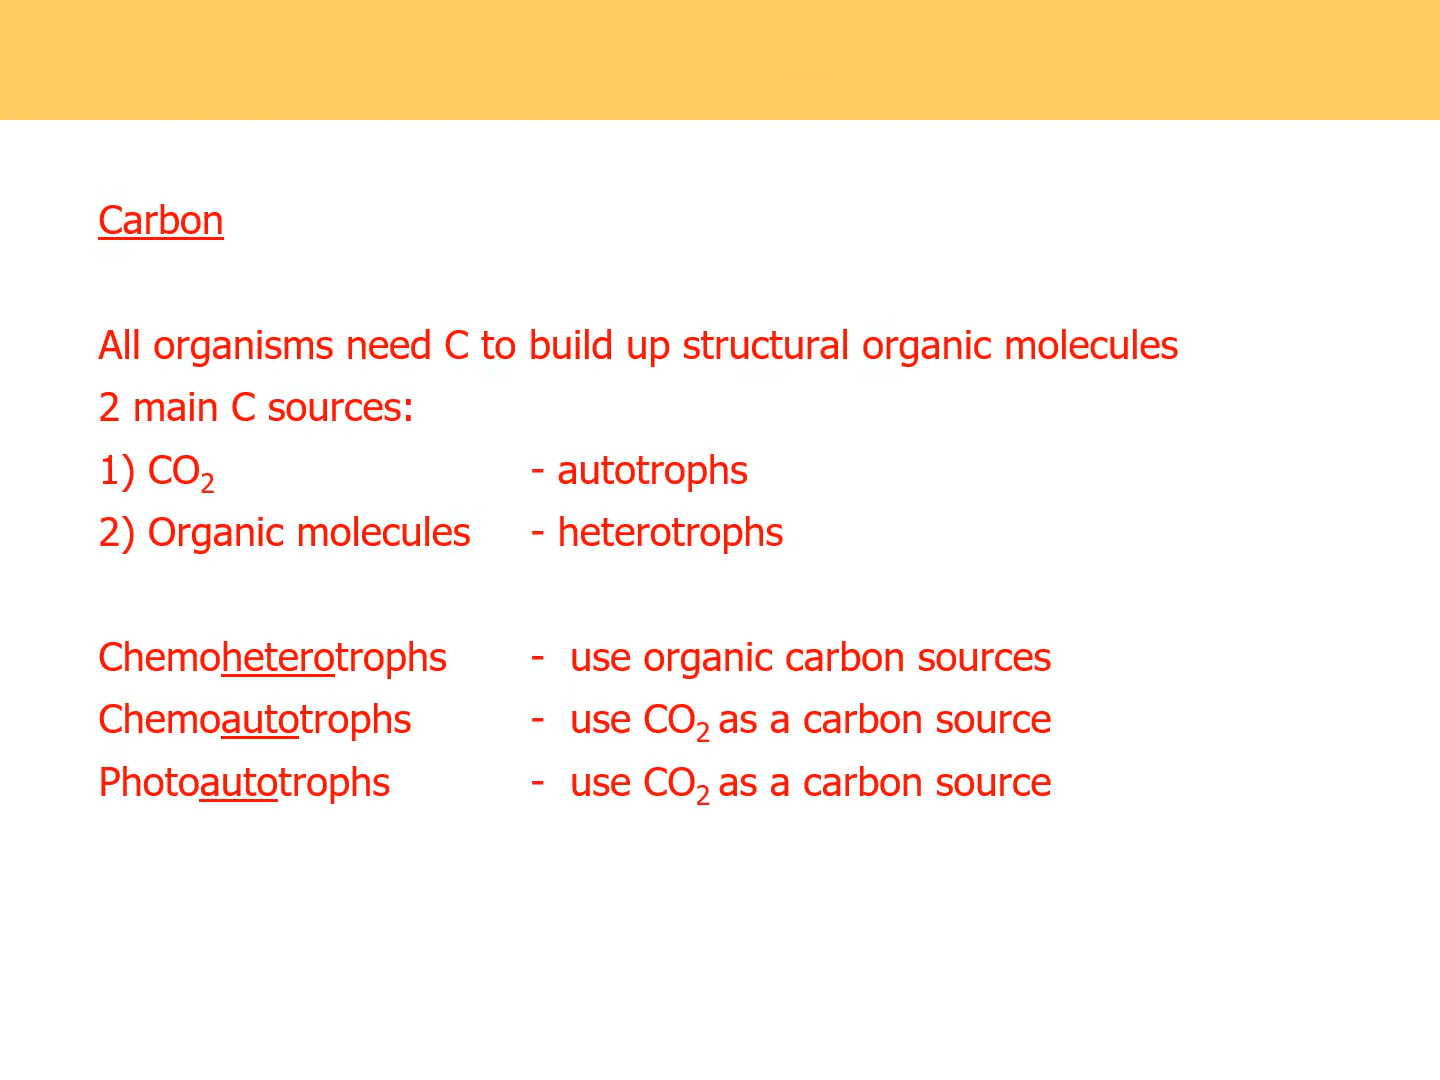 Carbon
All organisms need C to build up structural organic molecules
2 main C sources:
1) CO₂ - autotrophs
2) Organic molecules - heterotrophs
Chemoheterotrophs - use organic carbon sources
Chemoautotrophs - use CO₂ as a carbon source
Photoautotrophs - use CO₂ as a carbon source